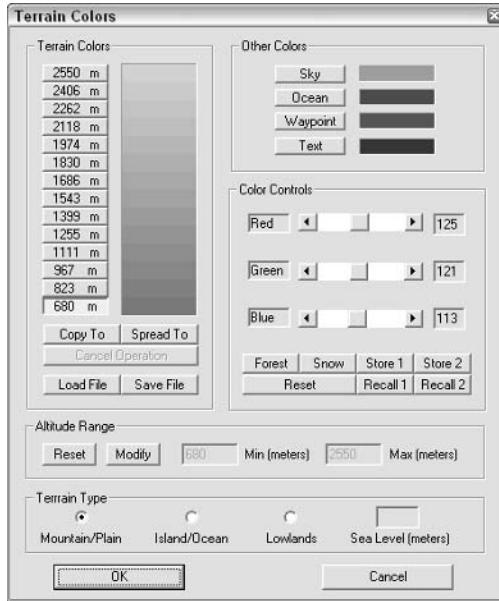 Terrain Colors
Terrain Colors
2550 m
2406 m
2262 m
2118 m
1974 m
1830 m
1686 m
1543 m
1399 m
1255 m
1111 m
967 m
823 m
680 m
Copy To Spread To
Cancel Operation
Load File Save File
Other Colors
Sky
Ocean
Waypoint
Text
Color Controls
Red 125
Green 121
Blue 113
Forest Snow Store 1 Store 2
Reset Recall 1 Recall 2
Altitude Range
Reset Modify 680 Min (meters) 2550 Max (meters)
Terrain Type
Mountain/Plain Island/Ocean Lowlands Sea Level (meters)
OK Cancel